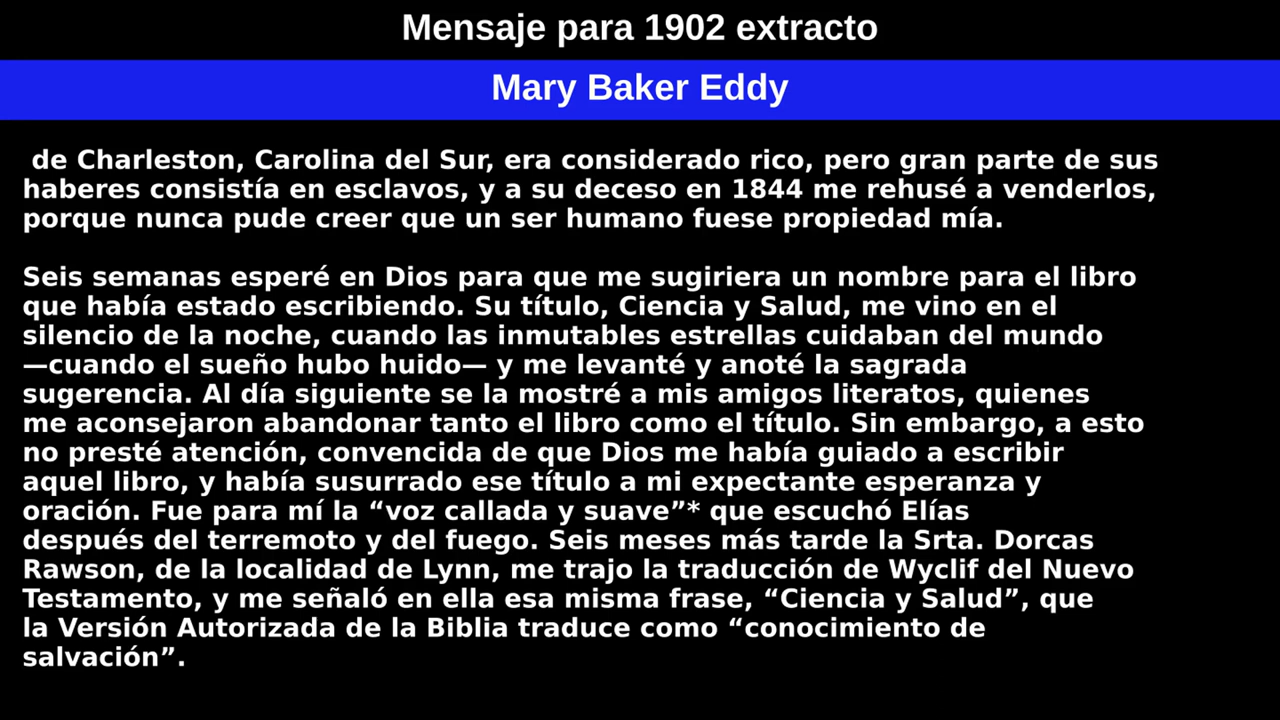 Mensaje para 1902 extracto
Mary Baker Eddy
de Charleston, Carolina del Sur, era considerado rico, pero gran parte de sus
haberes consistía en esclavos, y a su deceso en 1844 me rehusé a venderlos,
porque nunca pude creer que un ser humano fuese propiedad mía.
Seis semanas esperé en Dios para que me sugiriera un nombre para el libro
que había estado escribiendo. Su título, Ciencia y Salud, me vino en el
silencio de la noche, cuando las inmutables estrellas cuidaban del mundo
—cuando el sueño hubo huido— y me levanté y anoté la sagrada
sugerencia. Al día siguiente se la mostré a mis amigos literatos, quienes
me aconsejaron abandonar tanto el libro como el título. Sin embargo, a esto
no presté atención, convencida de que Dios me había guiado a escribir
aquel libro, y había susurrado ese título a mi expectante esperanza y
oración. Fue para mí la “voz callada y suave”* que escuchó Elías
después del terremoto y del fuego. Seis meses más tarde la Srta. Dorcas
Rawson, de la localidad de Lynn, me trajo la traducción de Wyclif del Nuevo
Testamento, y me señaló en ella esa misma frase, “Ciencia y Salud”, que
la Versión Autorizada de la Biblia traduce como “conocimiento de
salvación”.